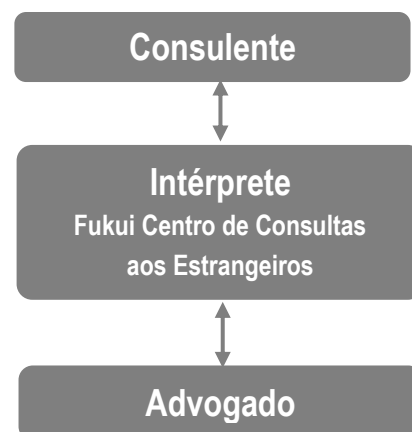 Consulente
Intérprete
Fukui Centro de Consultas
aos Estrangeiros
Advogado